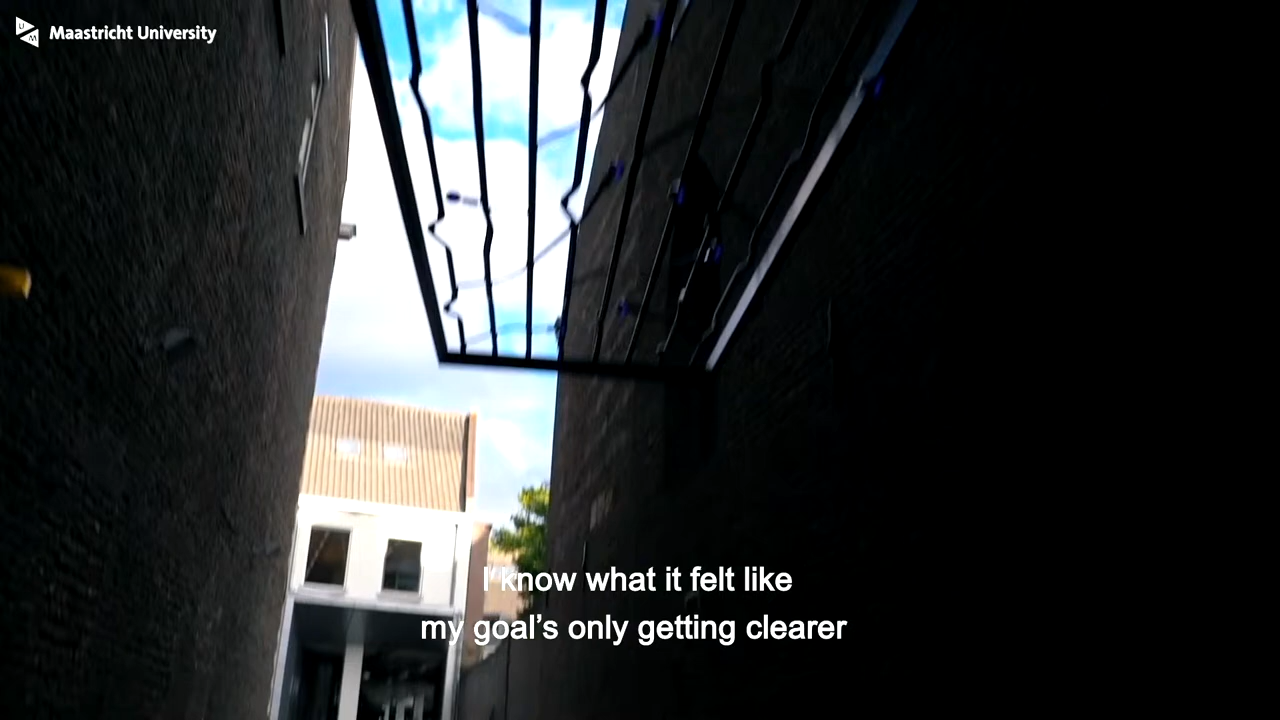 Maastricht University
I know what it felt like
my goal’s only getting clearer